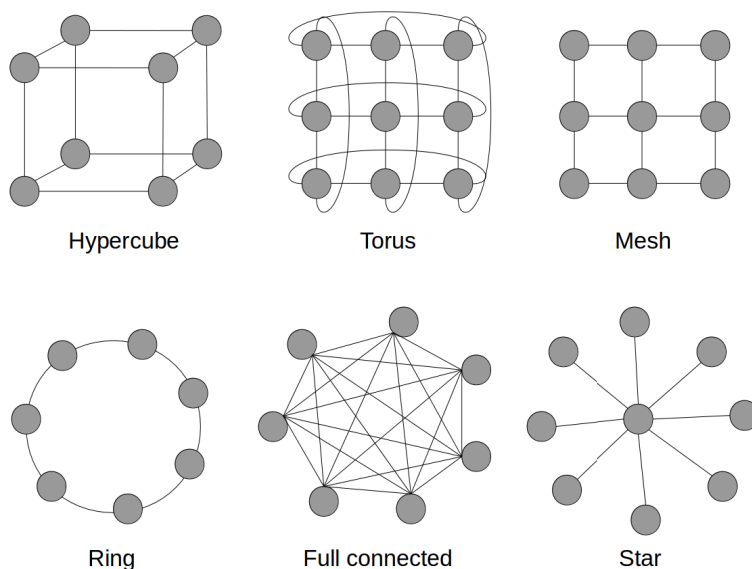 Hypercube
Torus
Mesh
Ring
Full connected
Star